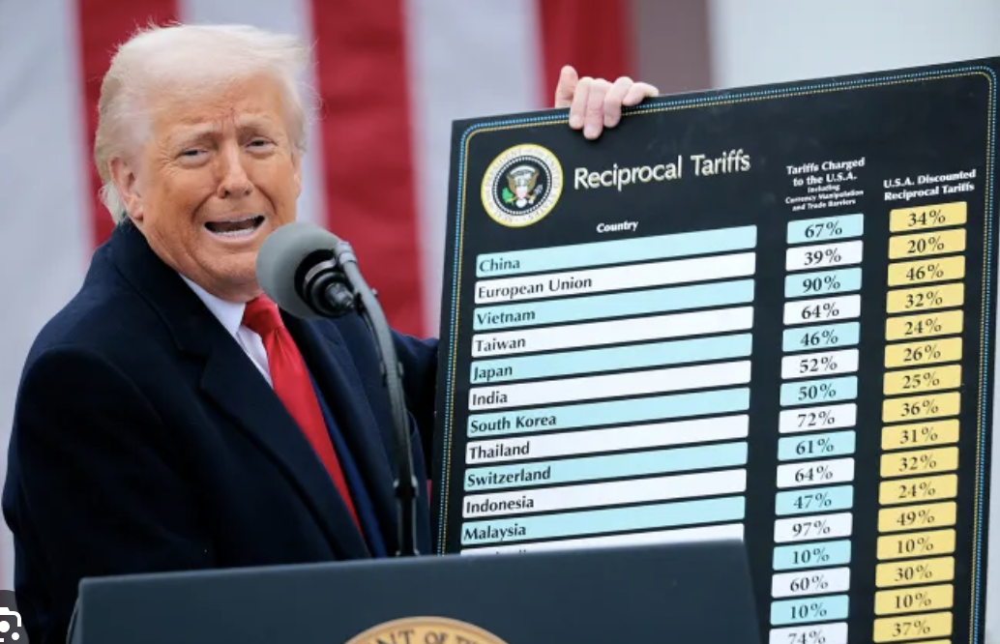 Reciprocal Tariffs
Country
Tariffs Charged
to the U.S.A.
Including
Currency Manipulation
and Trade Barriers
U.S.A. Discounted
Reciprocal Tariffs
China 67% 34%
European Union 39% 20%
Vietnam 90% 46%
Taiwan 64% 32%
Japan 46% 24%
India 52% 26%
South Korea 50% 25%
Thailand 72% 36%
Switzerland 61% 31%
Indonesia 64% 32%
Malaysia 47% 24%
97% 49%
10% 10%
60% 30%
10% 10%
74% 37%
ENT OF